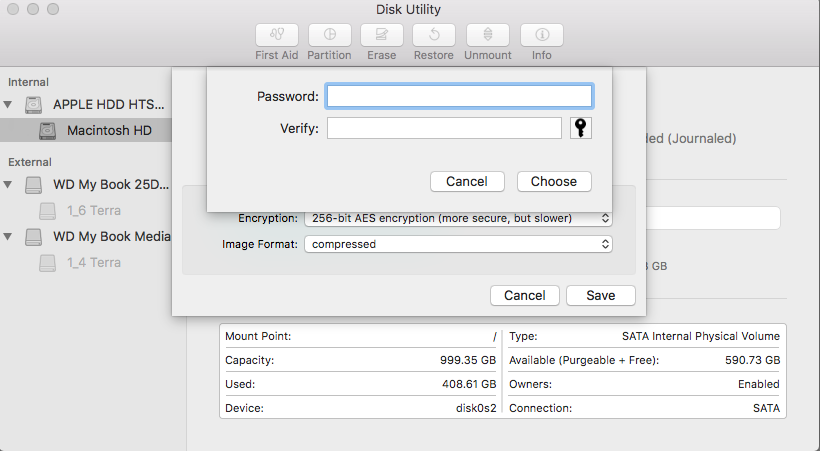 Disk Utility
First Aid Partition Erase Restore Unmount Info
Internal
APPLE HDD HTS...
Macintosh HD
External
WD My Book 25D...
1_6 Terra
WD My Book Media
1_4 Terra
Password:
Verify:
Cancel Choose
(Journaled)
Encryption: 256-bit AES encryption (more secure, but slower)
Image Format: compressed
GB
Cancel Save
Mount Point: /
Capacity: 999.35 GB
Used: 408.61 GB
Device: disk0s2
Type: SATA Internal Physical Volume
Available (Purgeable + Free): 590.73 GB
Owners: Enabled
Connection: SATA